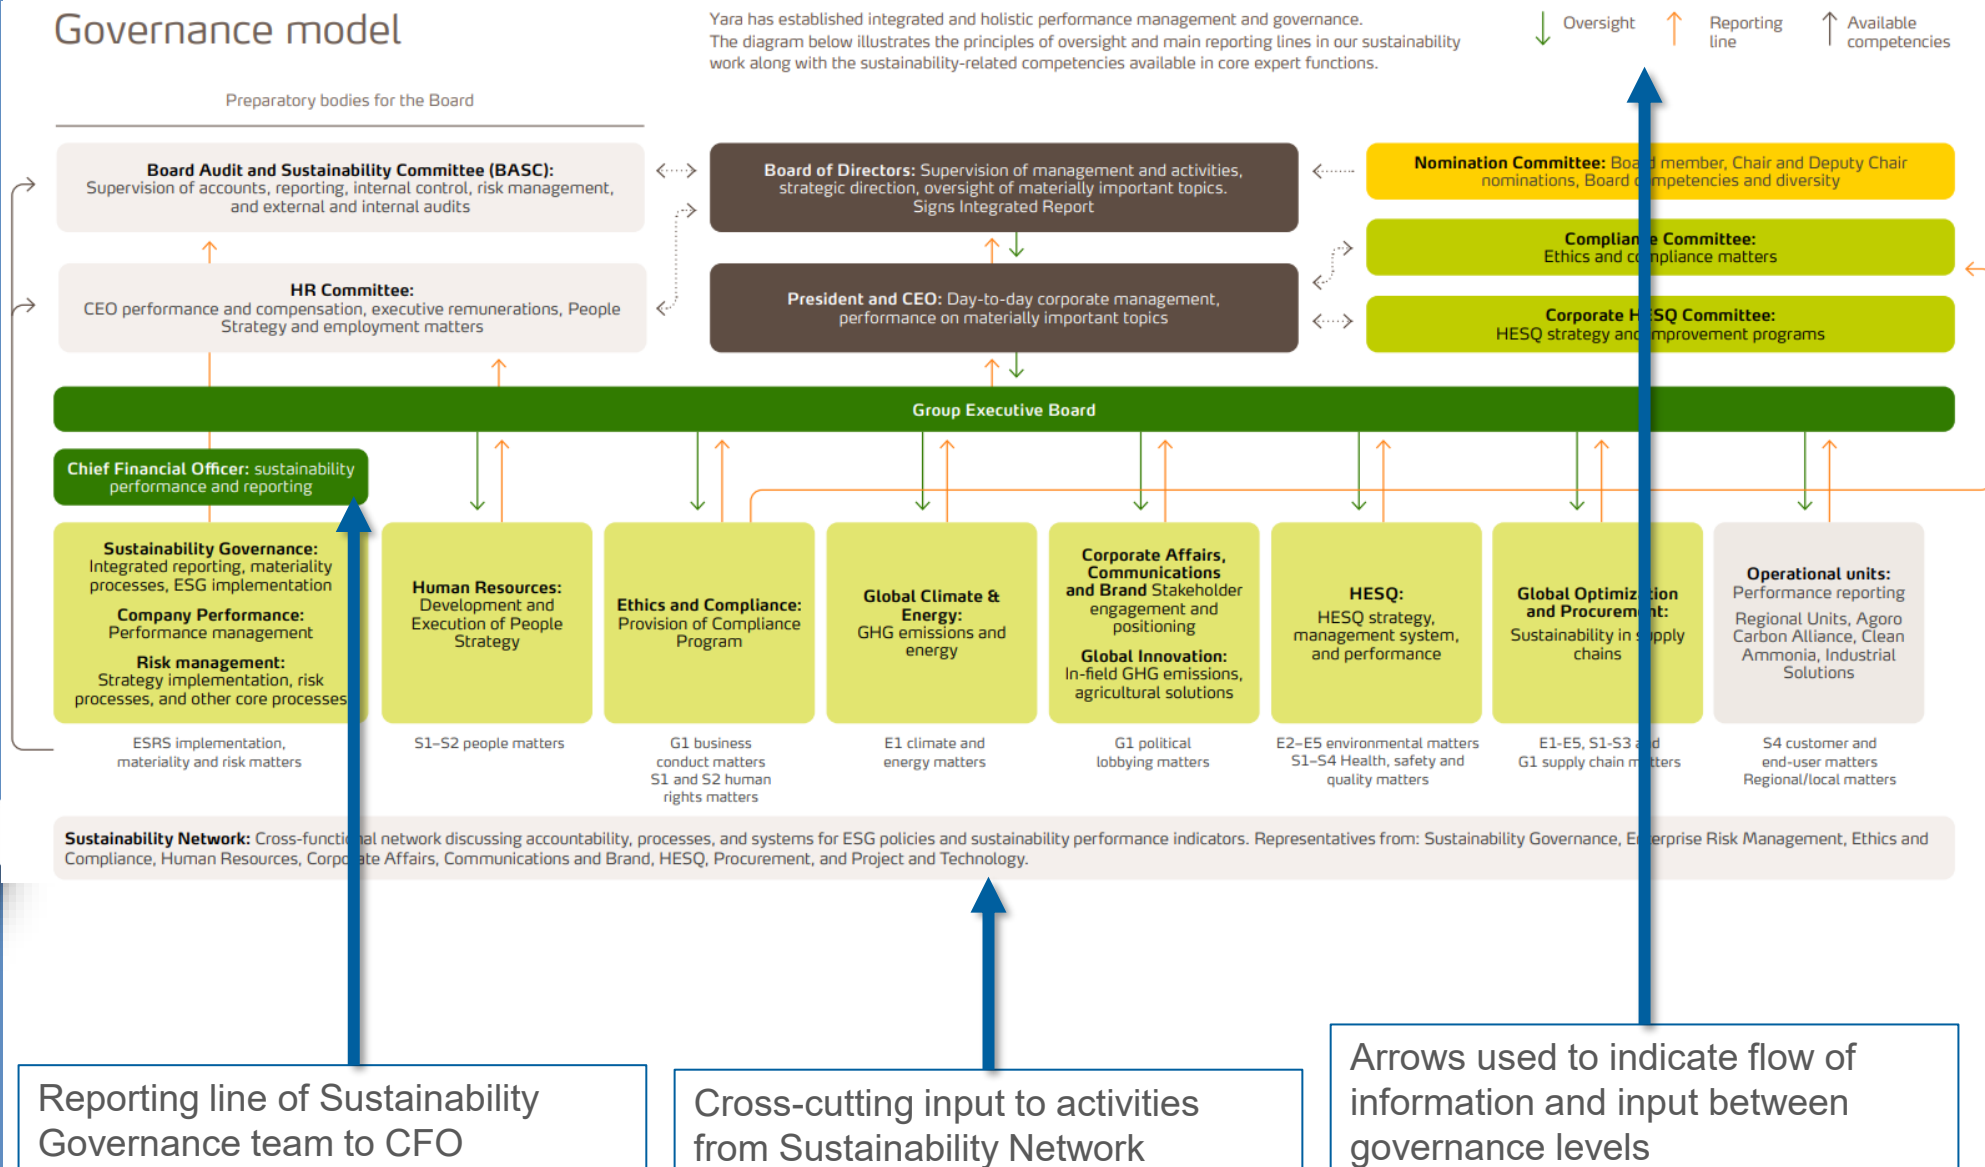 Governance model
Yara has established integrated and holistic performance management and governance.
The diagram below illustrates the principles of oversight and main reporting lines in our sustainability
work along with the sustainability-related competencies available in core expert functions.
Oversight
Reporting
line
Available
competencies
Preparatory bodies for the Board
Board Audit and Sustainability Committee (BASC):
Supervision of accounts, reporting, internal control, risk management,
and external and internal audits
Board of Directors: Supervision of management and activities,
strategic direction, oversight of materially important topics.
Signs Integrated Report
Nomination Committee: Board member, Chair and Deputy Chair
nominations, Board competencies and diversity
Compliance Committee:
Ethics and compliance matters
HR Committee:
CEO performance and compensation, executive remunerations, People
Strategy and employment matters
President and CEO: Day-to-day corporate management,
performance on materially important topics
Corporate HESQ Committee:
HESQ strategy and improvement programs
Group Executive Board
Chief Financial Officer: sustainability
performance and reporting
Sustainability Governance:
Integrated reporting, materiality
processes, ESG implementation
Company Performance:
Performance management
Risk management:
Strategy implementation, risk
processes, and other core processes
Human Resources:
Development and
Execution of People
Strategy
Ethics and Compliance:
Provision of Compliance
Program
Global Climate &
Energy:
GHG emissions and
energy
Corporate Affairs,
Communications
and Brand Stakeholder
engagement and
positioning
Global Innovation:
In-field GHG emissions,
agricultural solutions
HESQ:
HESQ strategy,
management system,
and performance
Global Optimization
and Procurement:
Sustainability in supply
chains
Operational units:
Performance reporting
Regional Units, Agoro
Carbon Alliance, Clean
Ammonia, Industrial
Solutions
ESRS implementation,
materiality and risk matters
S1–S2 people matters
G1 business
conduct matters
S1 and S2 human
rights matters
E1 climate and
energy matters
G1 political
lobbying matters
E2–E5 environmental matters
S1–S4 Health, safety and
quality matters
E1-E5, S1-S3 and
G1 supply chain matters
S4 customer and
end-user matters
Regional/local matters
Sustainability Network: Cross-functional network discussing accountability, processes, and systems for ESG policies and sustainability performance indicators. Representatives from: Sustainability Governance, Enterprise Risk Management, Ethics and
Compliance, Human Resources, Corporate Affairs, Communications and Brand, HESQ, Procurement, and Project and Technology.
Reporting line of Sustainability
Governance team to CFO
Cross-cutting input to activities
from Sustainability Network
Arrows used to indicate flow of
information and input between
governance levels